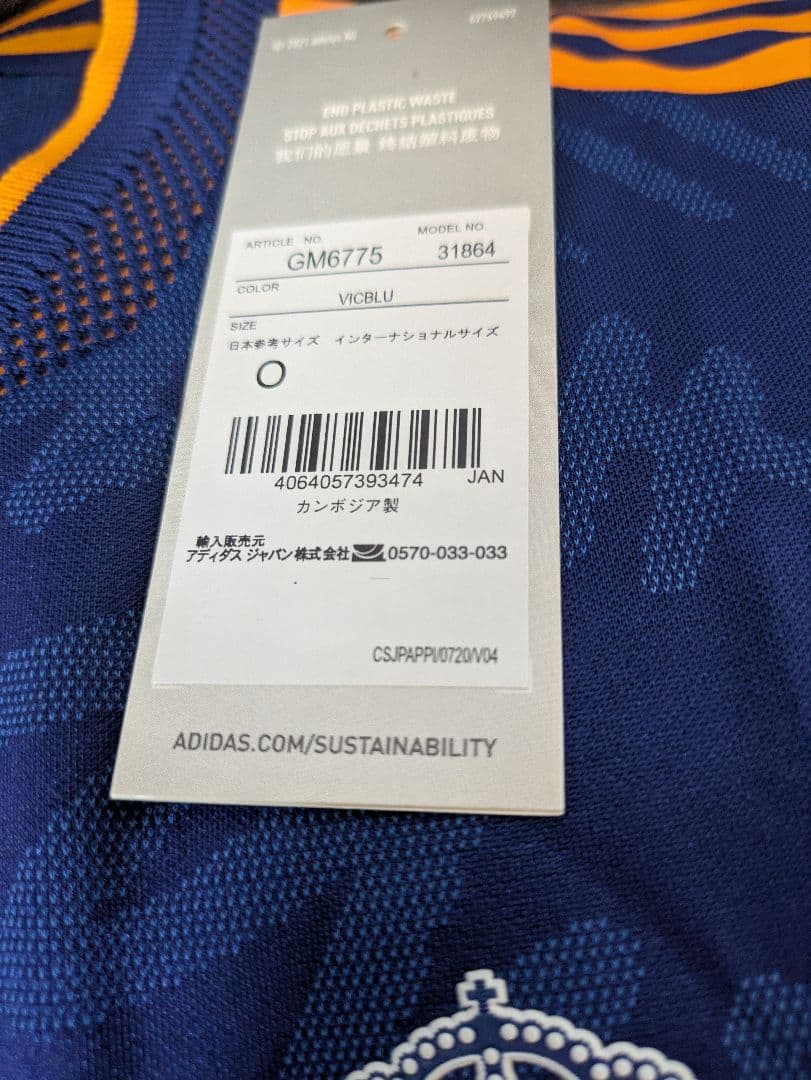 © 2021 adidas AG
END PLASTIC WASTE
STOP AUX DÉCHETS PLASTIQUES
ARTICLE NO. MODEL NO.
GM6775 31864
COLOR
VICBLU
SIZE
日本参考サイズ インターナショナルサイズ
O
4064057393474 JAN
カンボジア製
輸入販売元
アディダス ジャパン株式会社 0570-033-033
CSJPAPPI/0720/V04
ADIDAS.COM/SUSTAINABILITY